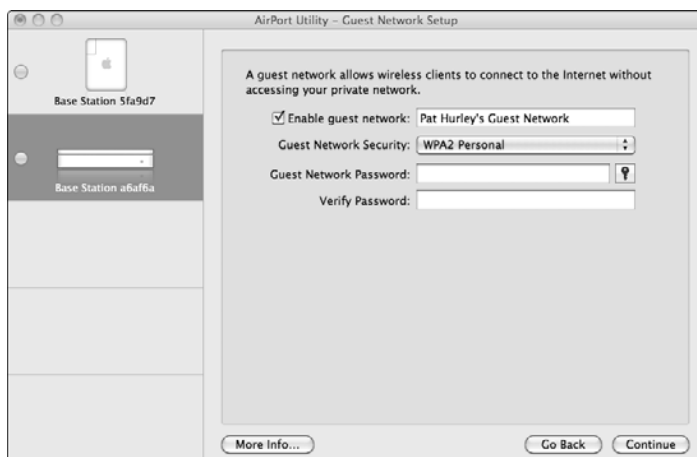 AirPort Utility – Guest Network Setup
Base Station 5fa9d7
Base Station a6af6a
A guest network allows wireless clients to connect to the Internet without
accessing your private network.
Enable guest network: Pat Hurley's Guest Network
Guest Network Security: WPA2 Personal
Guest Network Password:
Verify Password:
More Info...
Go Back
Continue